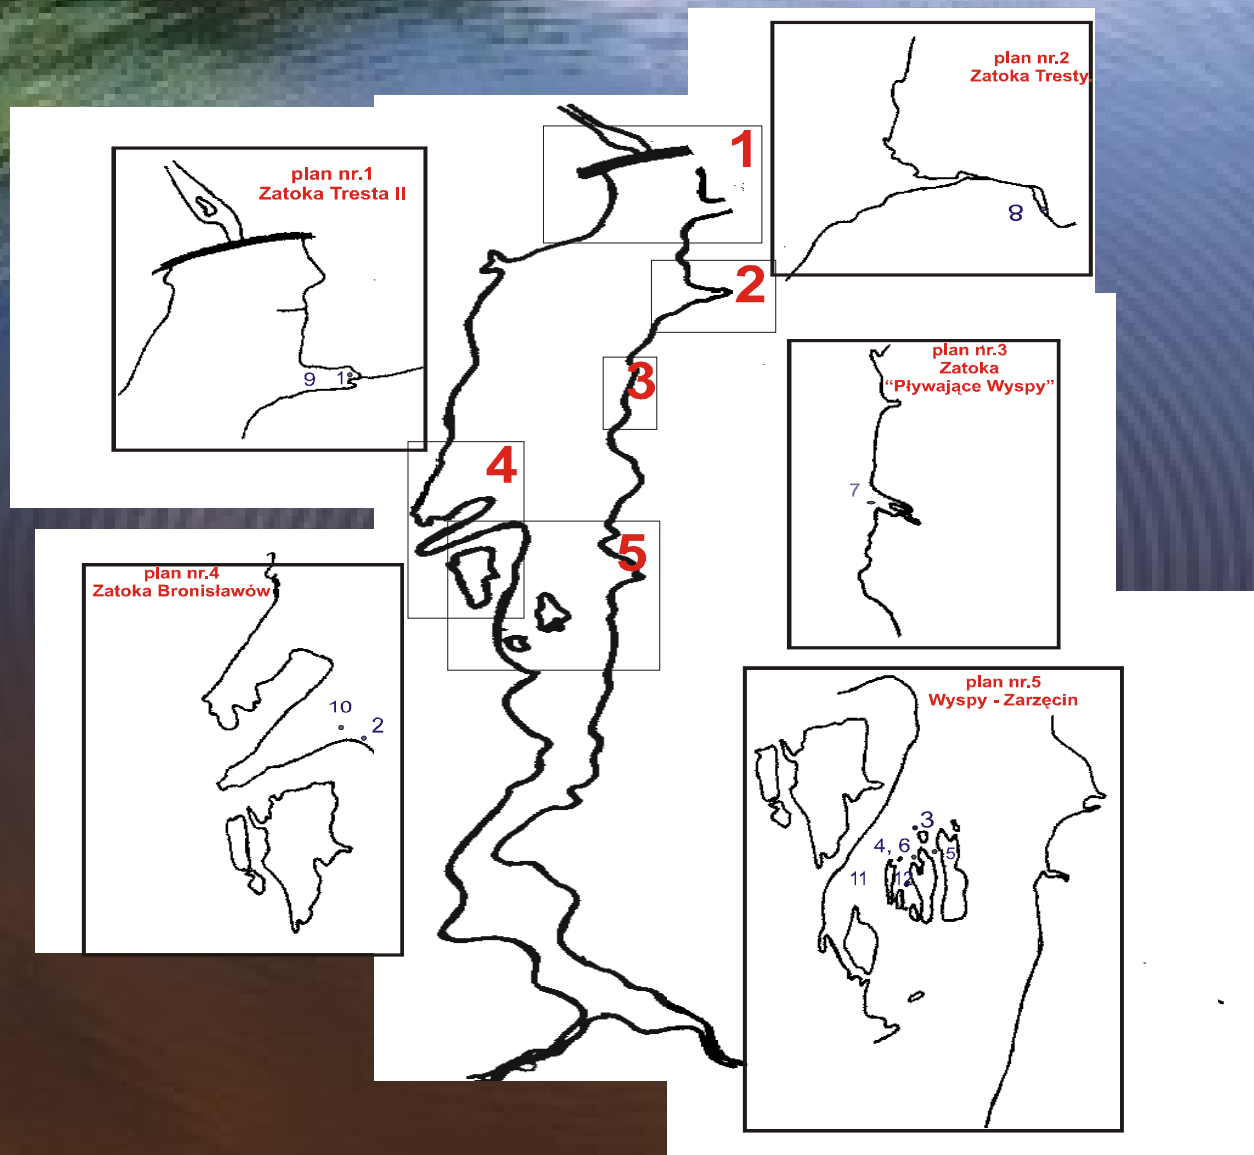 plan nr.2
Zatoka Tresty
8
plan nr.1
Zatoka Tresta II
9
1
1
2
3
4
5
plan nr.3
Zatoka
“Pływające Wyspy”
7
plan nr.4
Zatoka Bronisławów
10
2
plan nr.5
Wyspy - Zarzęcin
3
4, 6
5
11
12